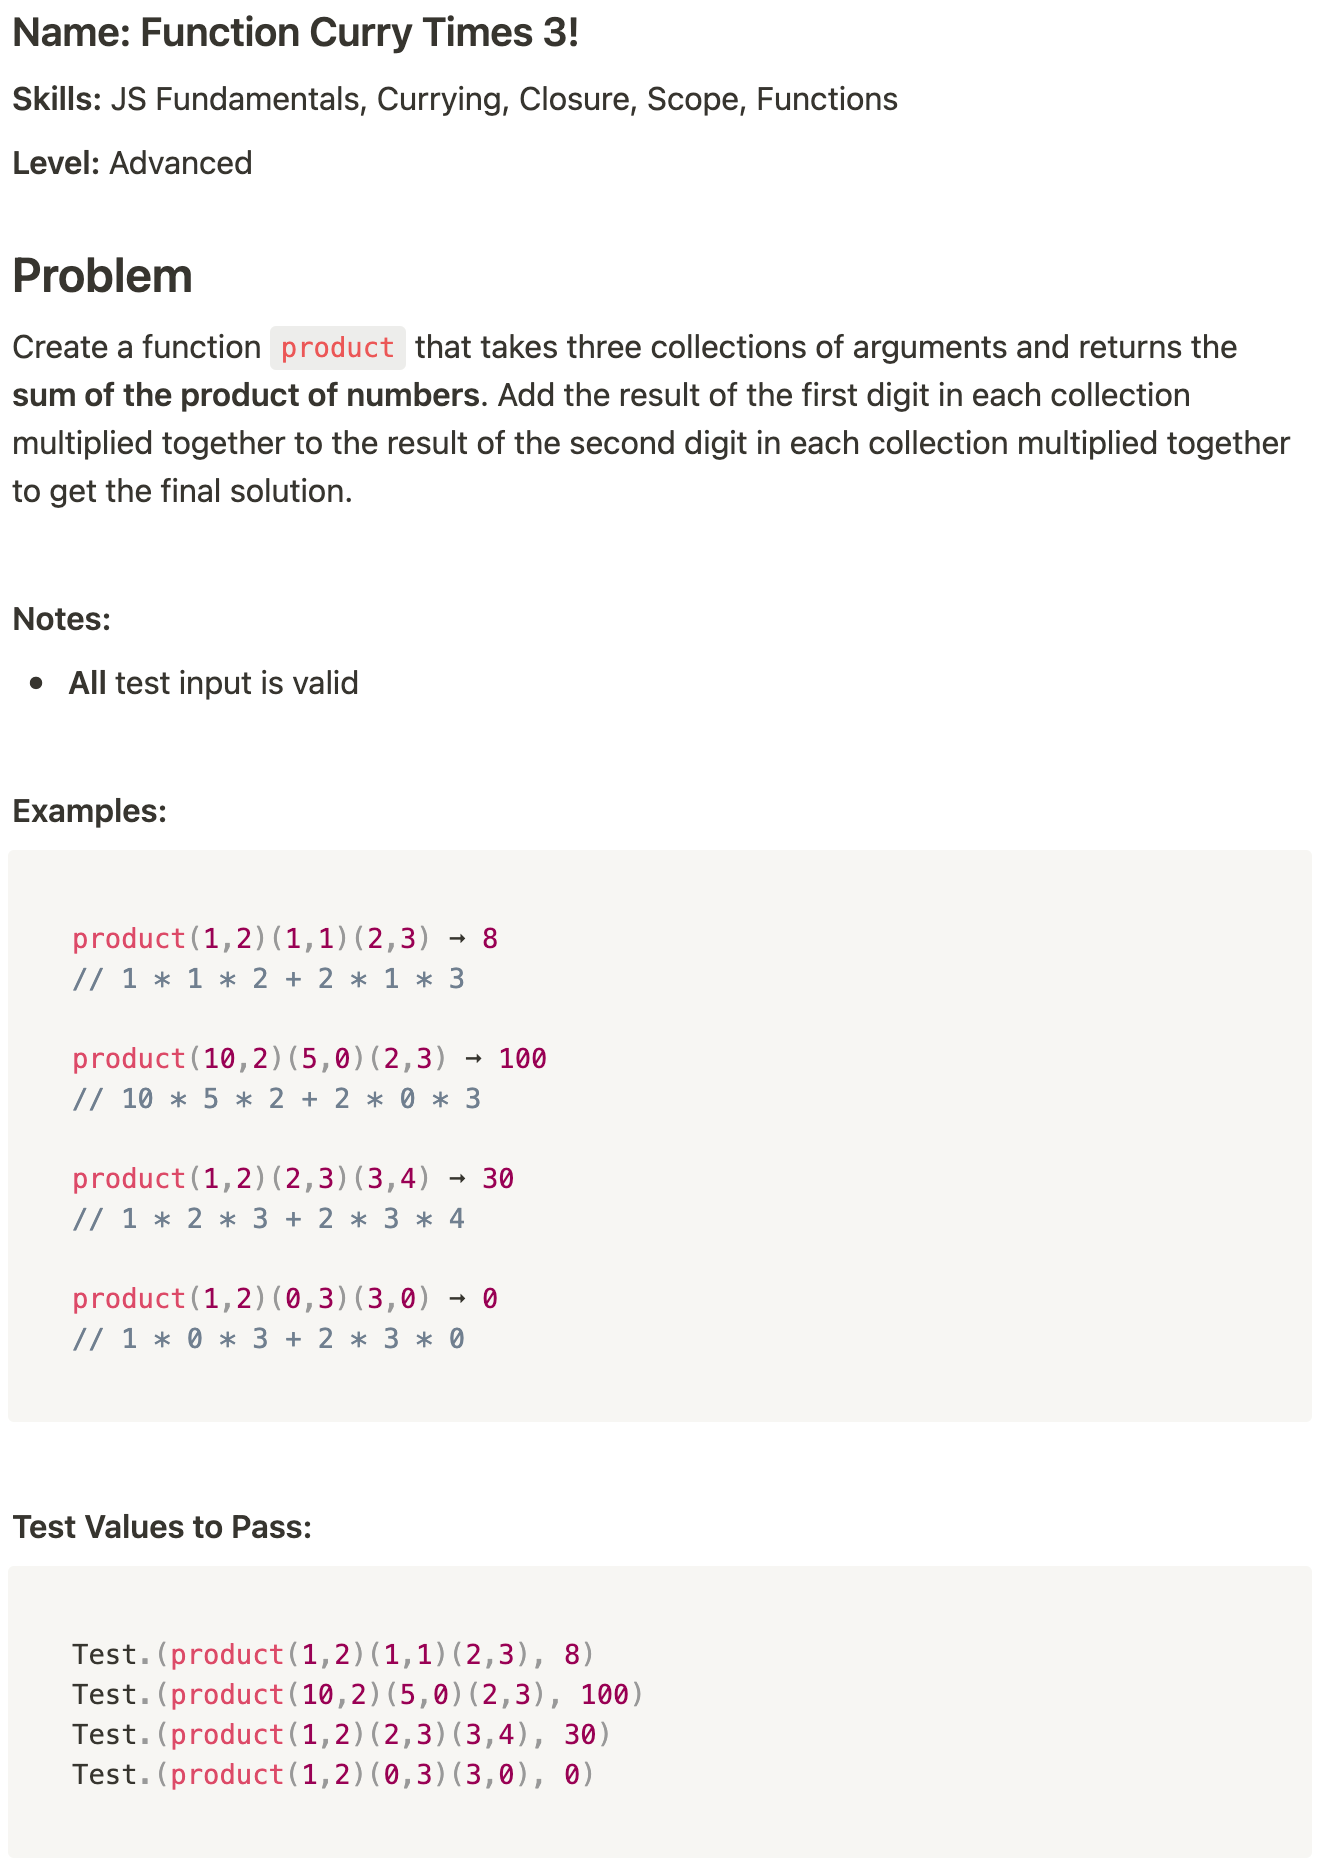 Name: Function Curry Times 3!
Skills: JS Fundamentals, Currying, Closure, Scope, Functions
Level: Advanced
Problem
Create a function product that takes three collections of arguments and returns the
sum of the product of numbers. Add the result of the first digit in each collection
multiplied together to the result of the second digit in each collection multiplied together
to get the final solution.
Notes:
• All test input is valid
Examples:
product(1,2)(1,1)(2,3) → 8
// 1 * 1 * 2 + 2 * 1 * 3
product(10,2)(5,0)(2,3) → 100
// 10 * 5 * 2 + 2 * 0 * 3
product(1,2)(2,3)(3,4) → 30
// 1 * 2 * 3 + 2 * 3 * 4
product(1,2)(0,3)(3,0) → 0
// 1 * 0 * 3 + 2 * 3 * 0
Test Values to Pass:
Test.(product(1,2)(1,1)(2,3), 8)
Test.(product(10,2)(5,0)(2,3), 100)
Test.(product(1,2)(2,3)(3,4), 30)
Test.(product(1,2)(0,3)(3,0), 0)